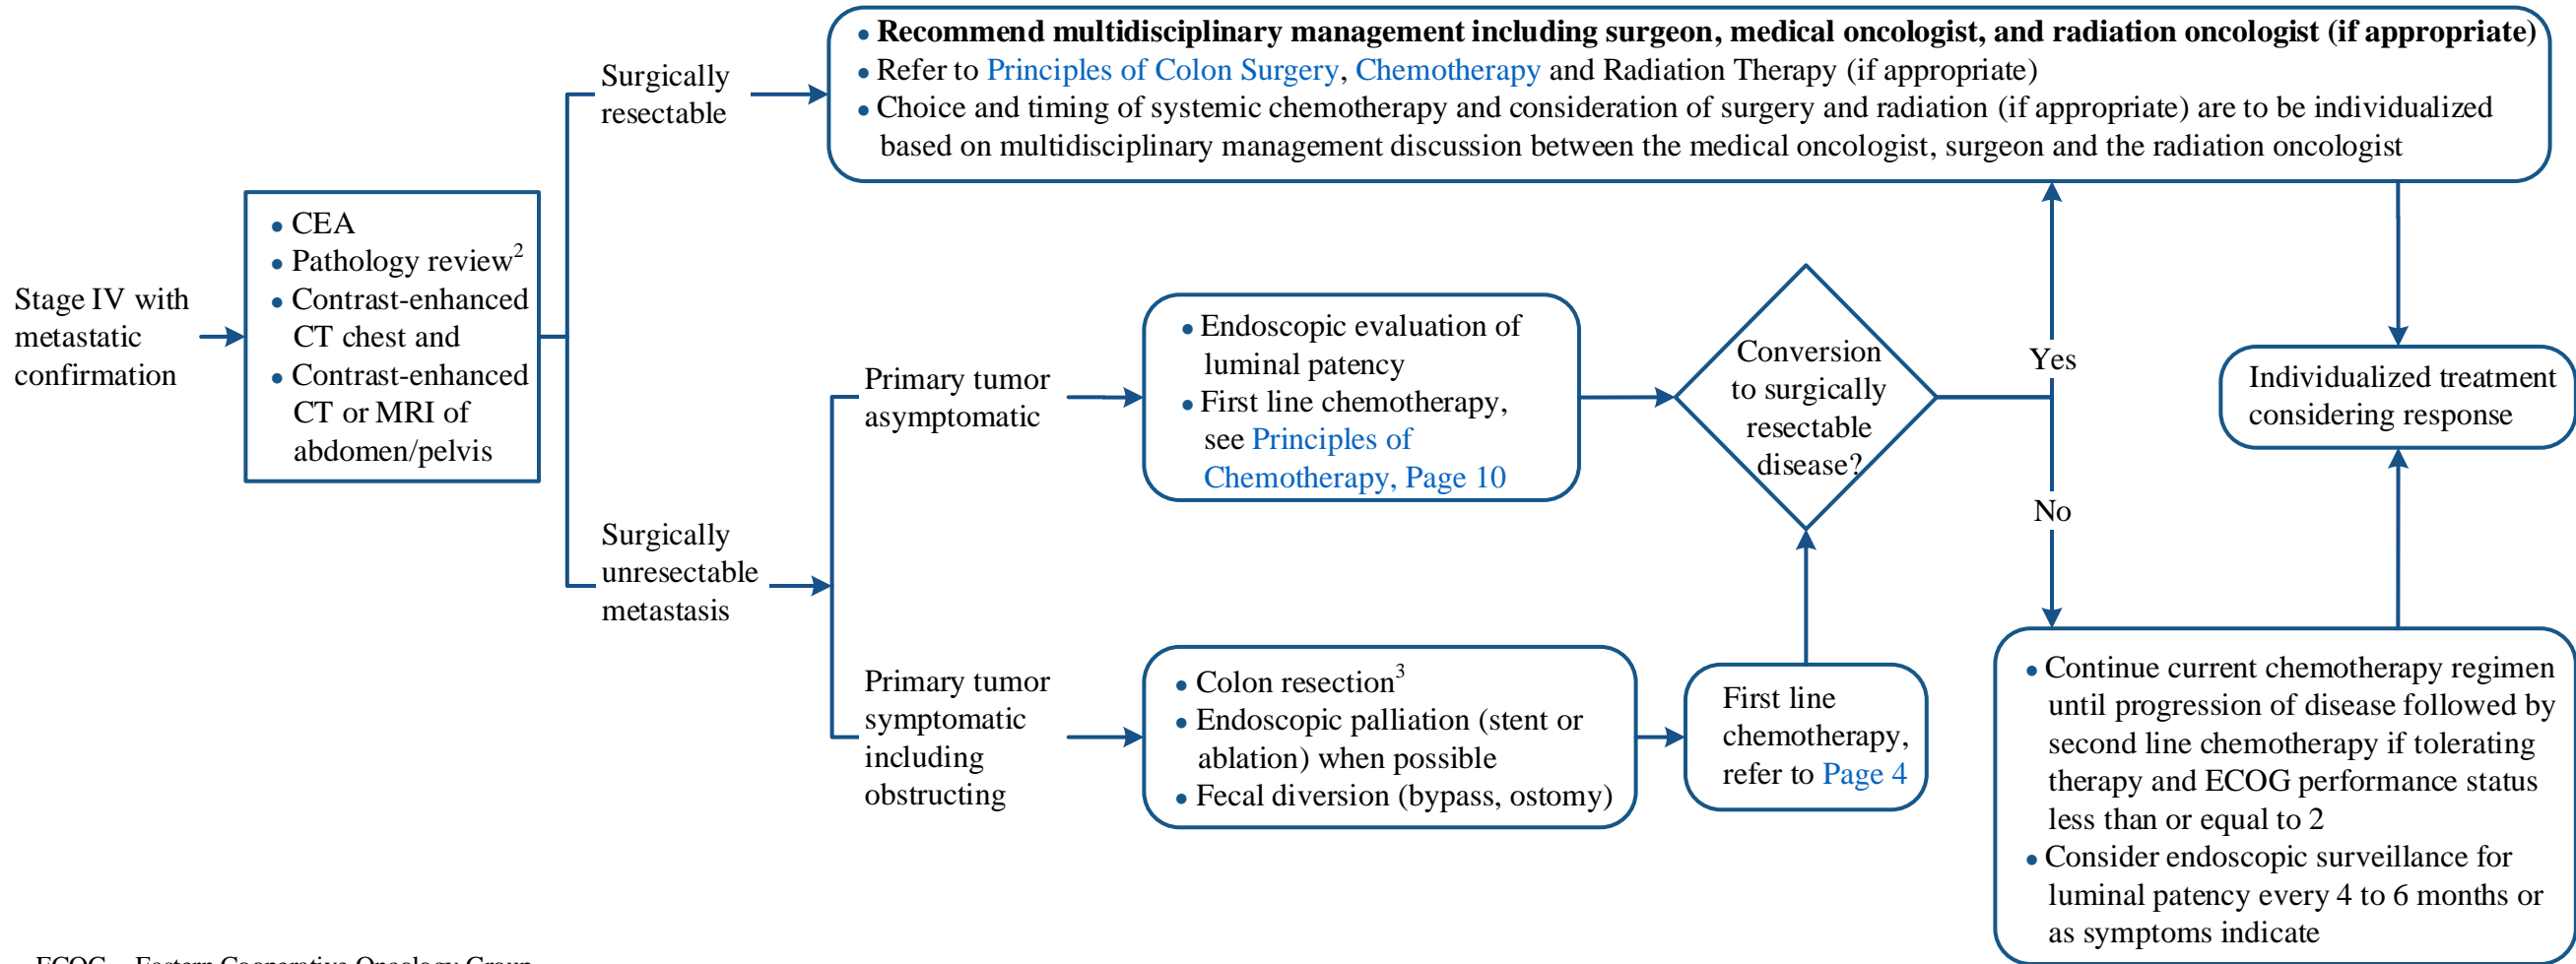 • Recommend multidisciplinary management including surgeon, medical oncologist, and radiation oncologist (if appropriate)
• Refer to Principles of Colon Surgery, Chemotherapy and Radiation Therapy (if appropriate)
• Choice and timing of systemic chemotherapy and consideration of surgery and radiation (if appropriate) are to be individualized
based on multidisciplinary management discussion between the medical oncologist, surgeon and the radiation oncologist
Surgically
resectable
Stage IV with
metastatic
confirmation
• CEA
• Pathology review²
• Contrast-enhanced
CT chest and
• Contrast-enhanced
CT or MRI of
abdomen/pelvis
Surgically
unresectable
metastasis
Primary tumor
asymptomatic
• Endoscopic evaluation of
luminal patency
• First line chemotherapy,
see Principles of
Chemotherapy, Page 10
Conversion
to surgically
resectable
disease?
Yes
No
Individualized treatment
considering response
Primary tumor
symptomatic
including
obstructing
• Colon resection³
• Endoscopic palliation (stent or
ablation) when possible
• Fecal diversion (bypass, ostomy)
First line
chemotherapy,
refer to Page 4
• Continue current chemotherapy regimen
until progression of disease followed by
second line chemotherapy if tolerating
therapy and ECOG performance status
less than or equal to 2
• Consider endoscopic surveillance for
luminal patency every 4 to 6 months or
as symptoms indicate
ECOG = Eastern Cooperative Oncology Group